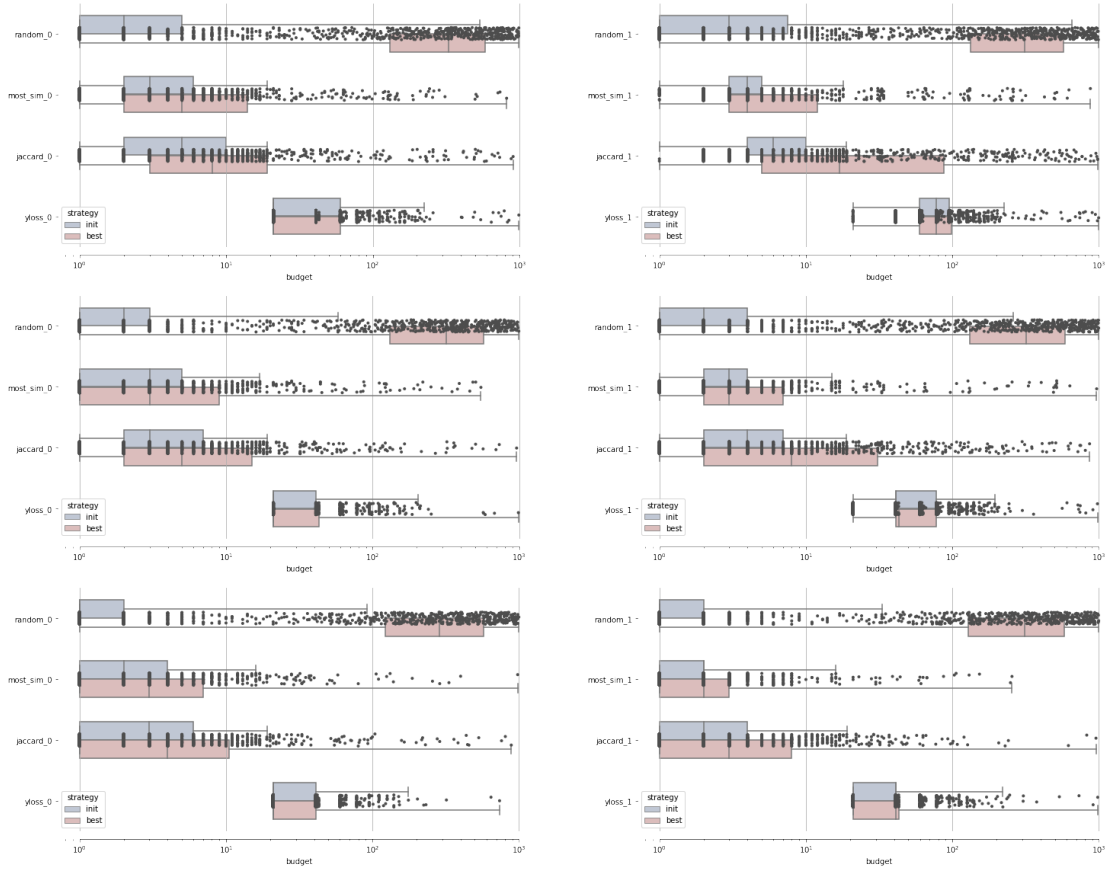 random_0
most_sim_0
jaccard_0
yloss_0
strategy
init
best
10⁰ 10¹ 10² 10³
budget
random_1
most_sim_1
jaccard_1
yloss_1
strategy
init
best
10⁰ 10¹ 10² 10³
budget
random_0
most_sim_0
jaccard_0
yloss_0
strategy
init
best
10⁰ 10¹ 10² 10³
budget
random_1
most_sim_1
jaccard_1
yloss_1
strategy
init
best
10⁰ 10¹ 10² 10³
budget
random_0
most_sim_0
jaccard_0
yloss_0
strategy
init
best
10⁰ 10¹ 10² 10³
budget
random_1
most_sim_1
jaccard_1
yloss_1
strategy
init
best
10⁰ 10¹ 10² 10³
budget